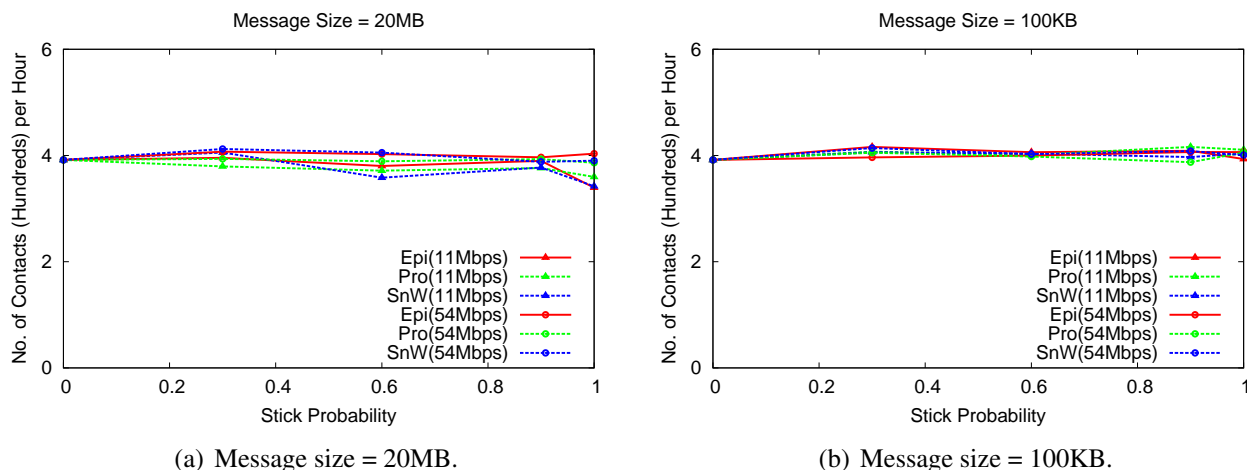 Message Size = 20MB
6
4
2
0
No. of Contacts (Hundreds) per Hour
Epi(11Mbps)
Pro(11Mbps)
SnW(11Mbps)
Epi(54Mbps)
Pro(54Mbps)
SnW(54Mbps)
0 0.2 0.4 0.6 0.8 1
Stick Probability
(a) Message size = 20MB.
Message Size = 100KB
6
4
2
0
No. of Contacts (Hundreds) per Hour
Epi(11Mbps)
Pro(11Mbps)
SnW(11Mbps)
Epi(54Mbps)
Pro(54Mbps)
SnW(54Mbps)
0 0.2 0.4 0.6 0.8 1
Stick Probability
(b) Message size = 100KB.